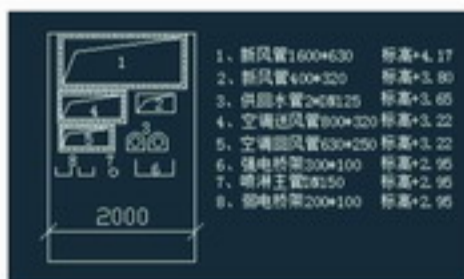 1、新风管1600*630 标高+4.17
2、新风管400*320 标高+3.80
3、供回水管2*DN125 标高+3.65
4、空调送风管800*320 标高+3.22
5、空调回风管630*250 标高+3.22
6、强电桥架300*100 标高+2.95
7、喷淋主管DN150 标高+2.95
8、弱电桥架200*100 标高+2.95
1
2
4
3
5
8
7
6
2000